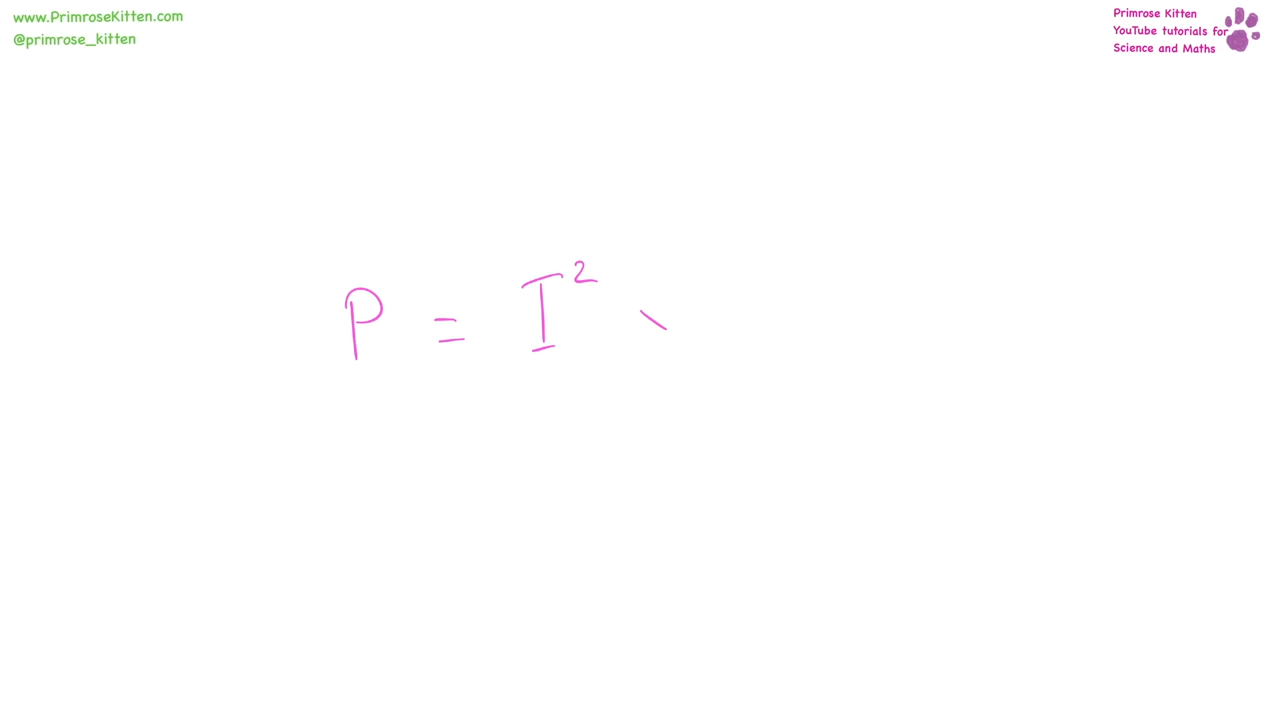 www.PrimroseKitten.com
@primrose_kitten
Primrose Kitten
YouTube tutorials for
Science and Maths
P = I²